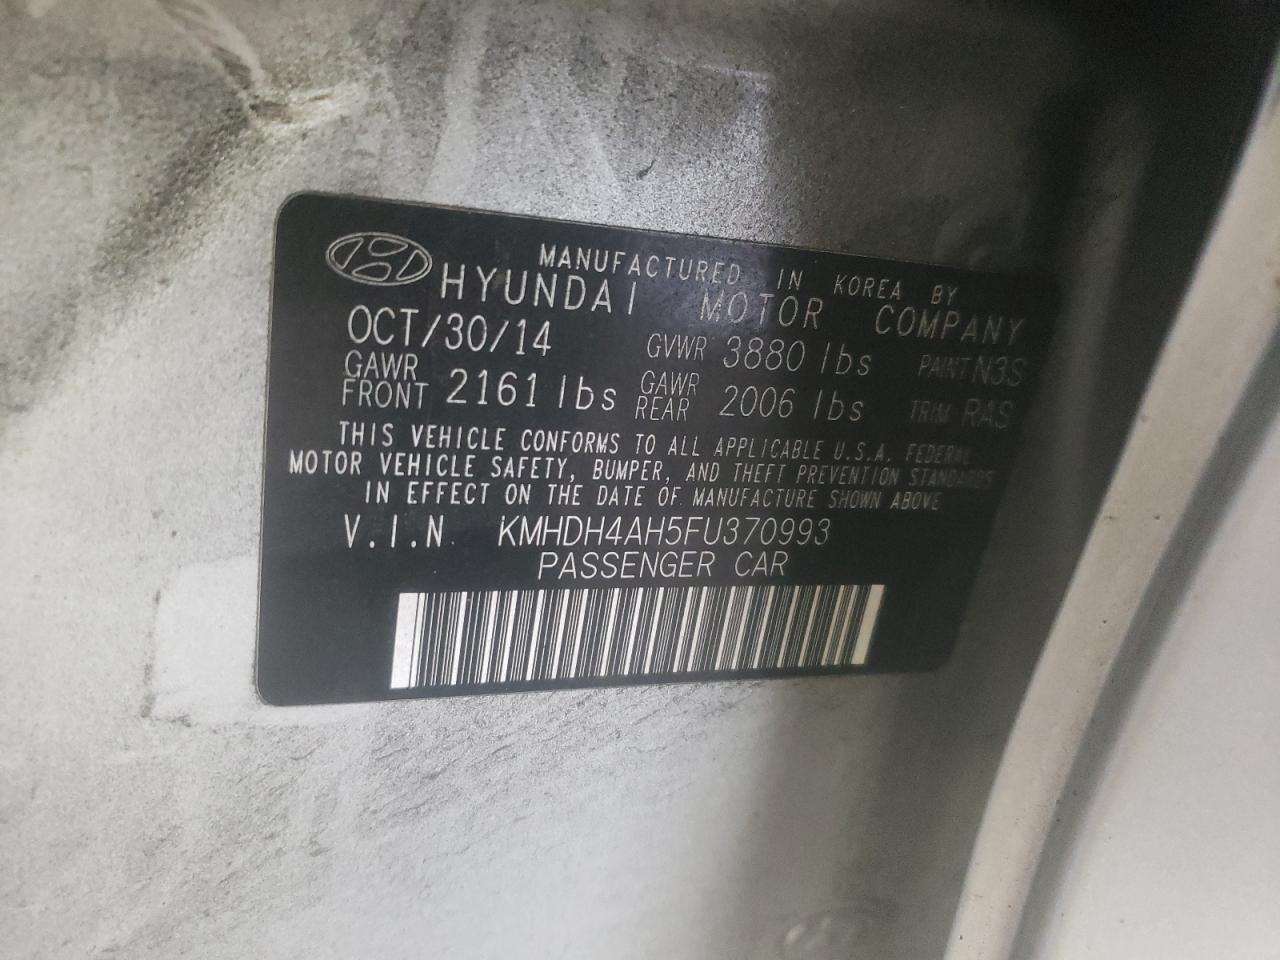 MANUFACTURED IN KOREA BY
HYUNDAI MOTOR COMPANY
OCT/30/14 GVWR 3880 lbs PAINT N3S
GAWR FRONT 2161 lbs GAWR REAR 2006 lbs TRIM RAS
THIS VEHICLE CONFORMS TO ALL APPLICABLE U.S.A. FEDERAL
MOTOR VEHICLE SAFETY, BUMPER, AND THEFT PREVENTION STANDARDS
IN EFFECT ON THE DATE OF MANUFACTURE SHOWN ABOVE
V.I.N. KMHDH4AH5FU370993
PASSENGER CAR